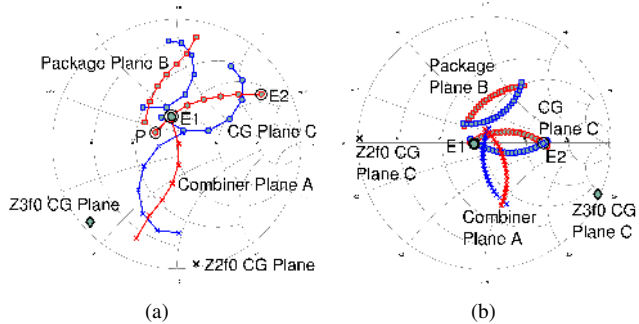 Package Plane B
E1
E2
P
CG Plane C
Combiner Plane A
Z3f0 CG Plane
Z2f0 CG Plane
(a)
Package
Plane B
CG
Plane C
Z2f0 CG
Plane C
E1
E2
Combiner
Plane A
Z3f0 CG
Plane C
(b)